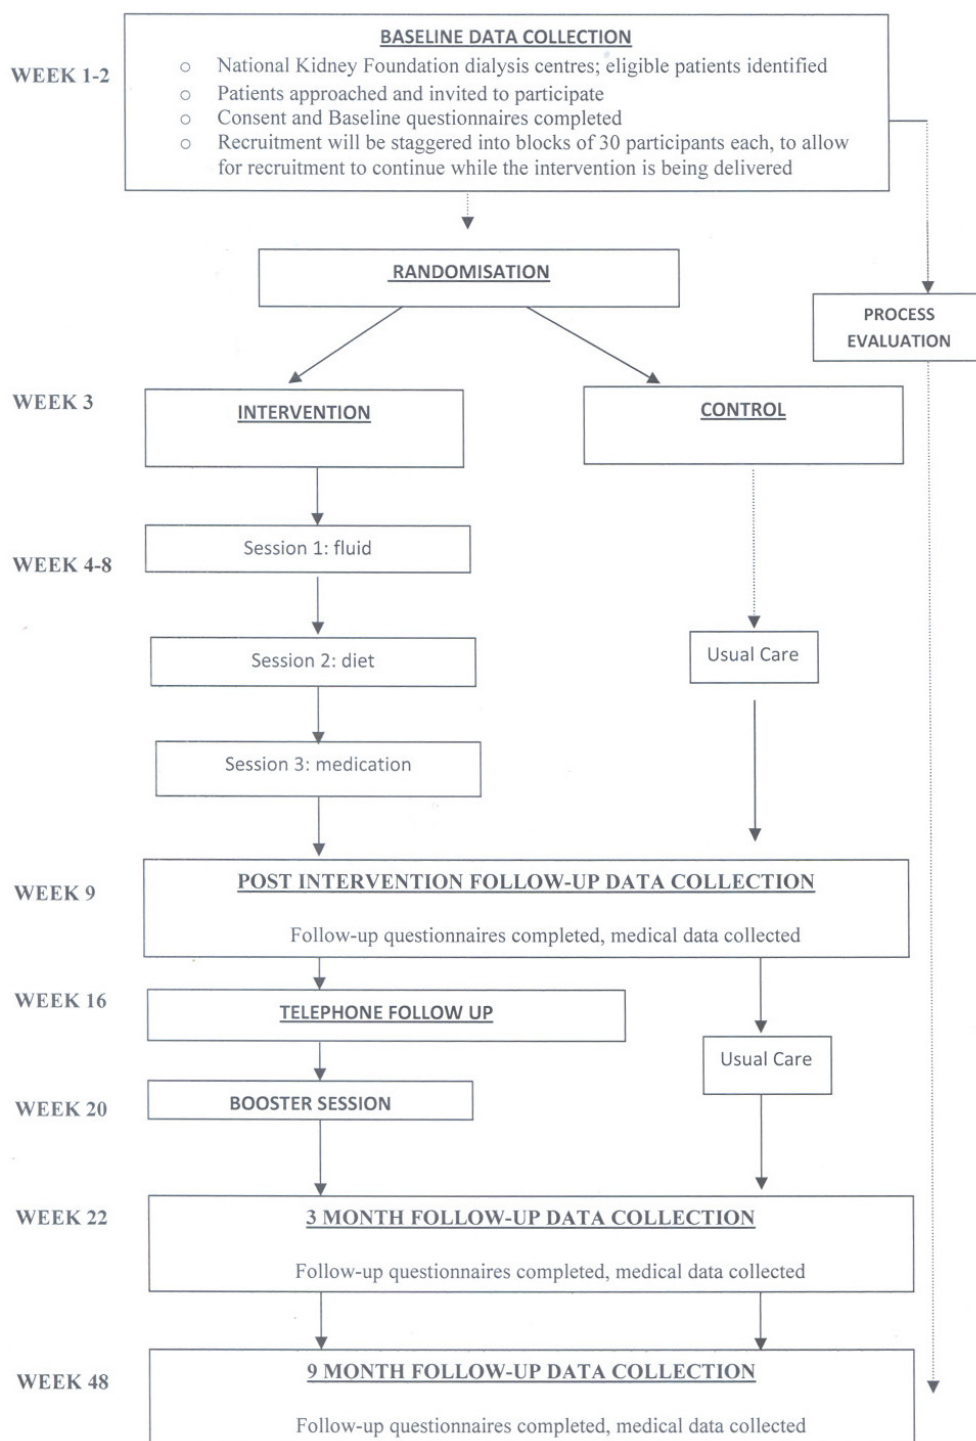 BASELINE DATA COLLECTION
WEEK 1-2
○ National Kidney Foundation dialysis centres; eligible patients identified
○ Patients approached and invited to participate
○ Consent and Baseline questionnaires completed
○ Recruitment will be staggered into blocks of 30 participants each, to allow
for recruitment to continue while the intervention is being delivered
RANDOMISATION
PROCESS
EVALUATION
WEEK 3
INTERVENTION
CONTROL
WEEK 4-8
Session 1: fluid
Session 2: diet
Usual Care
Session 3: medication
WEEK 9
POST INTERVENTION FOLLOW-UP DATA COLLECTION
Follow-up questionnaires completed, medical data collected
WEEK 16
TELEPHONE FOLLOW UP
Usual Care
WEEK 20
BOOSTER SESSION
WEEK 22
3 MONTH FOLLOW-UP DATA COLLECTION
Follow-up questionnaires completed, medical data collected
WEEK 48
9 MONTH FOLLOW-UP DATA COLLECTION
Follow-up questionnaires completed, medical data collected